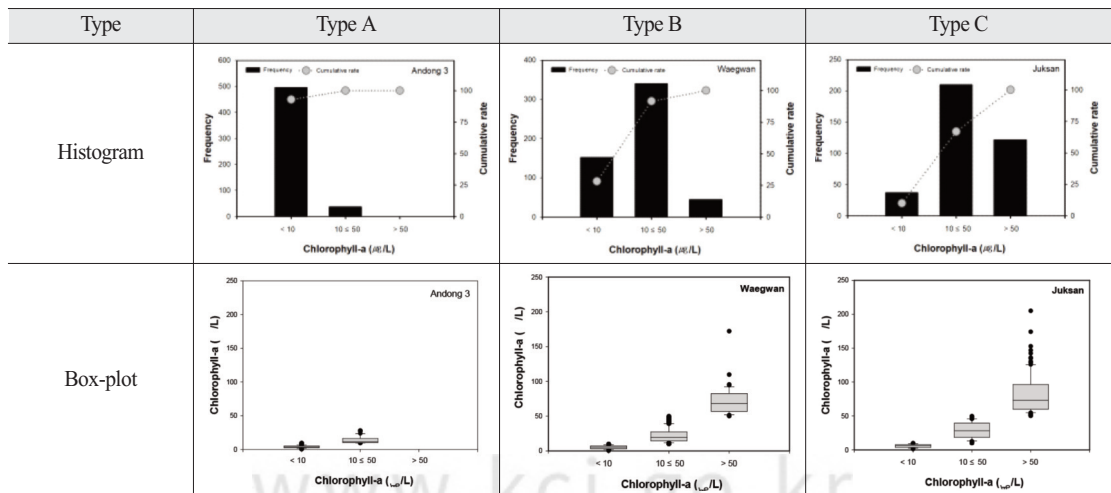 Type Type A Type B Type C
Histogram
Frequency Cumulative rate Andong 3
600
500
400
300
200
100
0
Frequency
100
75
50
25
0
Cumulative rate
< 10 10 ≤ 50 > 50
Chlorophyll-a (㎍/L)
Frequency Cumulative rate Waegwan
400
300
200
100
0
Frequency
100
75
50
25
0
Cumulative rate
< 10 10 ≤ 50 > 50
Chlorophyll-a (㎍/L)
Frequency Cumulative rate Juksan
250
200
150
100
50
0
Frequency
100
75
50
25
0
Cumulative rate
< 10 10 ≤ 50 > 50
Chlorophyll-a (㎍/L)
Box-plot
Andong 3
250
200
150
100
50
0
Chlorophyll-a ( /L)
< 10 10 ≤ 50 > 50
Chlorophyll-a ( /L)
Waegwan
250
200
150
100
50
0
Chlorophyll-a ( /L)
< 10 10 ≤ 50 > 50
Chlorophyll-a ( /L)
Juksan
250
200
150
100
50
0
Chlorophyll-a ( /L)
< 10 10 ≤ 50 > 50
Chlorophyll-a ( /L)
www.kci.go.kr